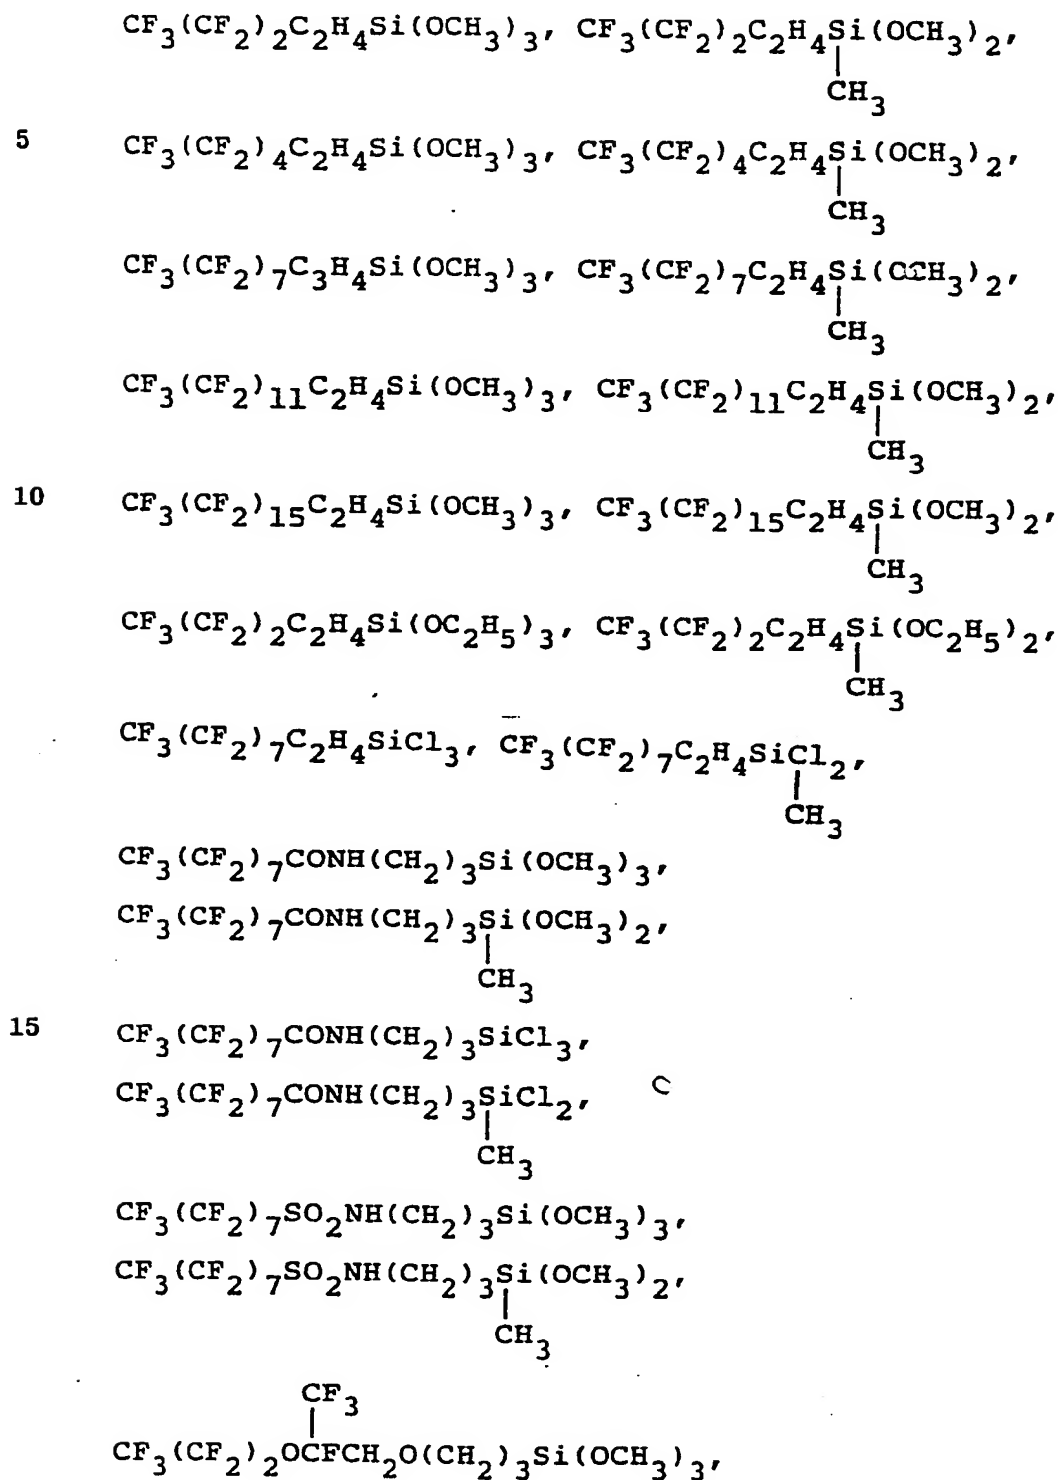 CF3(CF2)2C2H4Si(OCH3)3, CF3(CF2)2C2H4Si(OCH3)2,
CH3
5 CF3(CF2)4C2H4Si(OCH3)3, CF3(CF2)4C2H4Si(OCH3)2,
CH3
CF3(CF2)7C3H4Si(OCH3)3, CF3(CF2)7C2H4Si(OCH3)2,
CH3
CF3(CF2)11C2H4Si(OCH3)3, CF3(CF2)11C2H4Si(OCH3)2,
CH3
10 CF3(CF2)15C2H4Si(OCH3)3, CF3(CF2)15C2H4Si(OCH3)2,
CH3
CF3(CF2)2C2H4Si(OC2H5)3, CF3(CF2)2C2H4Si(OC2H5)2,
CH3
CF3(CF2)7C2H4SiCl3, CF3(CF2)7C2H4SiCl2,
CH3
CF3(CF2)7CONH(CH2)3Si(OCH3)3,
CF3(CF2)7CONH(CH2)3Si(OCH3)2,
CH3
15 CF3(CF2)7CONH(CH2)3SiCl3,
CF3(CF2)7CONH(CH2)3SiCl2,
CH3
CF3(CF2)7SO2NH(CH2)3Si(OCH3)3,
CF3(CF2)7SO2NH(CH2)3Si(OCH3)2,
CH3
CF3
CF3(CF2)2OCFCH2O(CH2)3Si(OCH3)3,